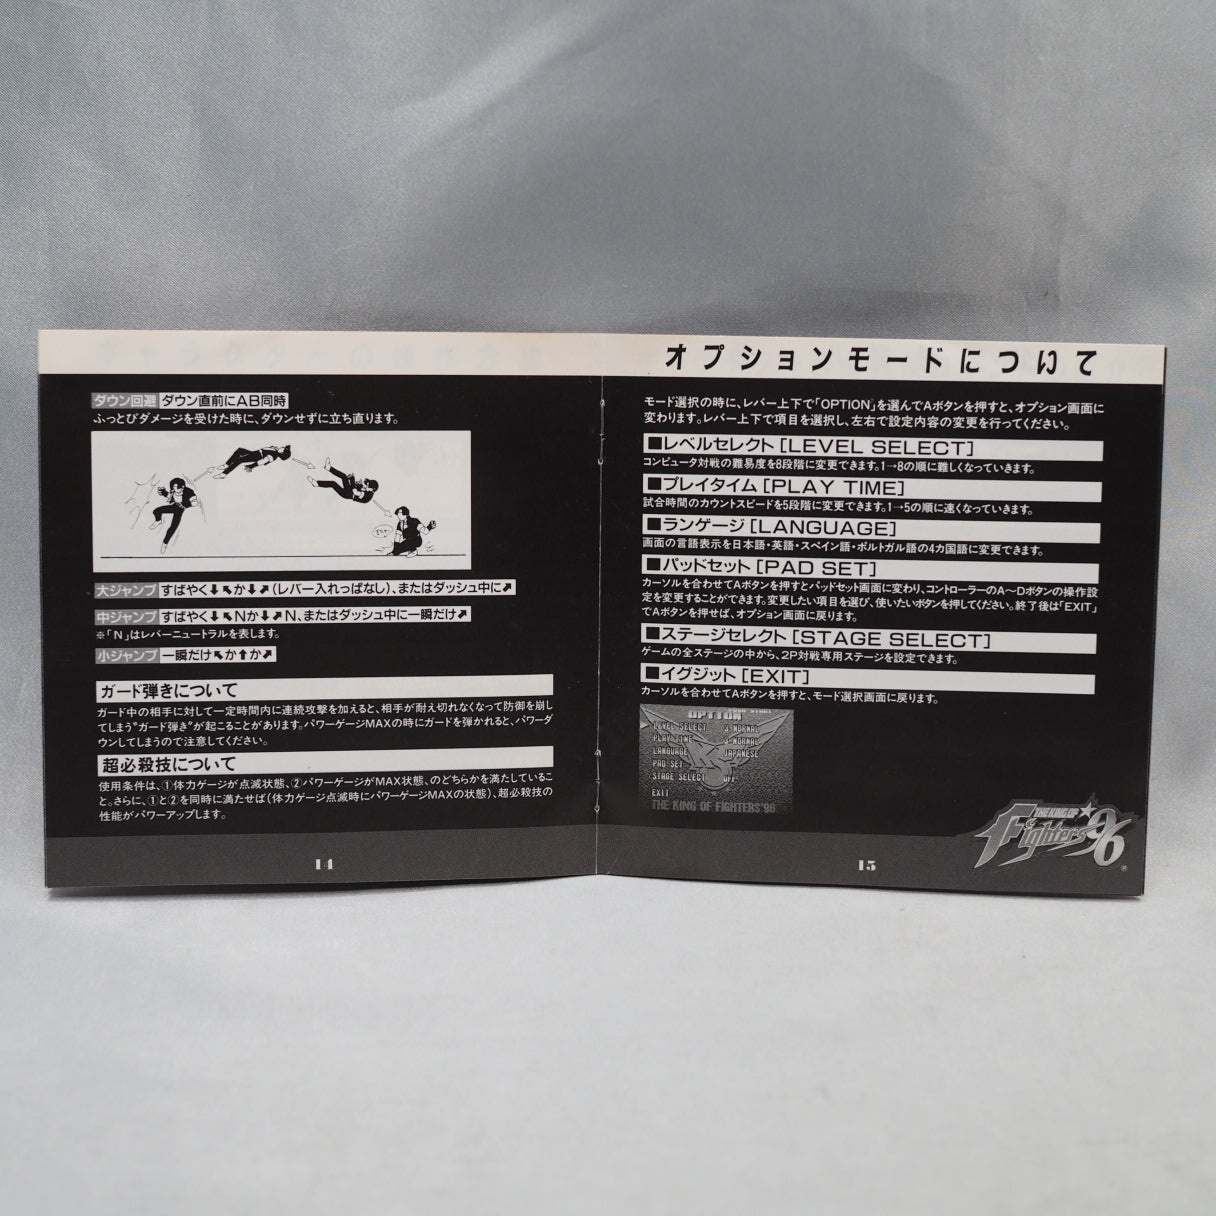 ダウン回避 ダウン直前にAB同時
ふっとびダメージを受けた時に、ダウンせずに立ち直ります。
大ジャンプ すばやく⬇⬉か⬇⬈(レバー入れっぱなし)、またはダッシュ中に⬈
中ジャンプ すばやく⬇⬉Nか⬇⬈N、またはダッシュ中に一瞬だけ⬈
※「N」はレバーニュートラルを表します。
小ジャンプ 一瞬だけ⬉か⬆か⬈
ガード弾きについて
ガード中の相手に対して一定時間内に連続攻撃を加えると、相手が耐え切れなくなって防御を崩し
てしまう“ガード弾き”が起こることがあります。パワーゲージMAXの時にガードを弾かれると、パワーダ
ウンしてしまうので注意してください。
超必殺技について
使用条件は、①体力ゲージが点滅状態、②パワーゲージがMAX状態、のどちらかを満たしているこ
と。さらに、①と②を同時に満たせば(体力ゲージ点滅時にパワーゲージMAXの状態)、超必殺技の
性能がパワーアップします。
14
オプションモードについて
モード選択の時に、レバー上下で「OPTION」を選んでAボタンを押すと、オプション画面に
変わります。レバー上下で項目を選択し、左右で設定内容の変更を行ってください。
■レベルセレクト[LEVEL SELECT]
コンピュータ対戦の難易度を8段階に変更できます。1→8の順に難しくなっていきます。
■プレイタイム[PLAY TIME]
試合時間のカウントスピードを5段階に変更できます。1→5の順に速くなっていきます。
■ランゲージ[LANGUAGE]
画面の言語表示を日本語・英語・スペイン語・ポルトガル語の4カ国語に変更できます。
■パッドセット[PAD SET]
カーソルを合わせてAボタンを押すとパッドセット画面に変わり、コントローラーのA〜Dボタンの操作設
定を変更することができます。変更したい項目を選び、使いたいボタンを押してください。終了後は「EXIT」
でAボタンを押せば、オプション画面に戻ります。
■ステージセレクト[STAGE SELECT]
ゲームの全ステージの中から、2P対戦専用ステージを設定できます。
■イグジット[EXIT]
カーソルを合わせてAボタンを押すと、モード選択画面に戻ります。
OPTION
LEVEL SELECT 3.NORMAL
PLAY TIME 3.NORMAL
LANGUAGE JAPANESE
PAD SET
STAGE SELECT OFF
EXIT
THE KING OF FIGHTERS'96
THE KING OF
Fighters '96
®
15